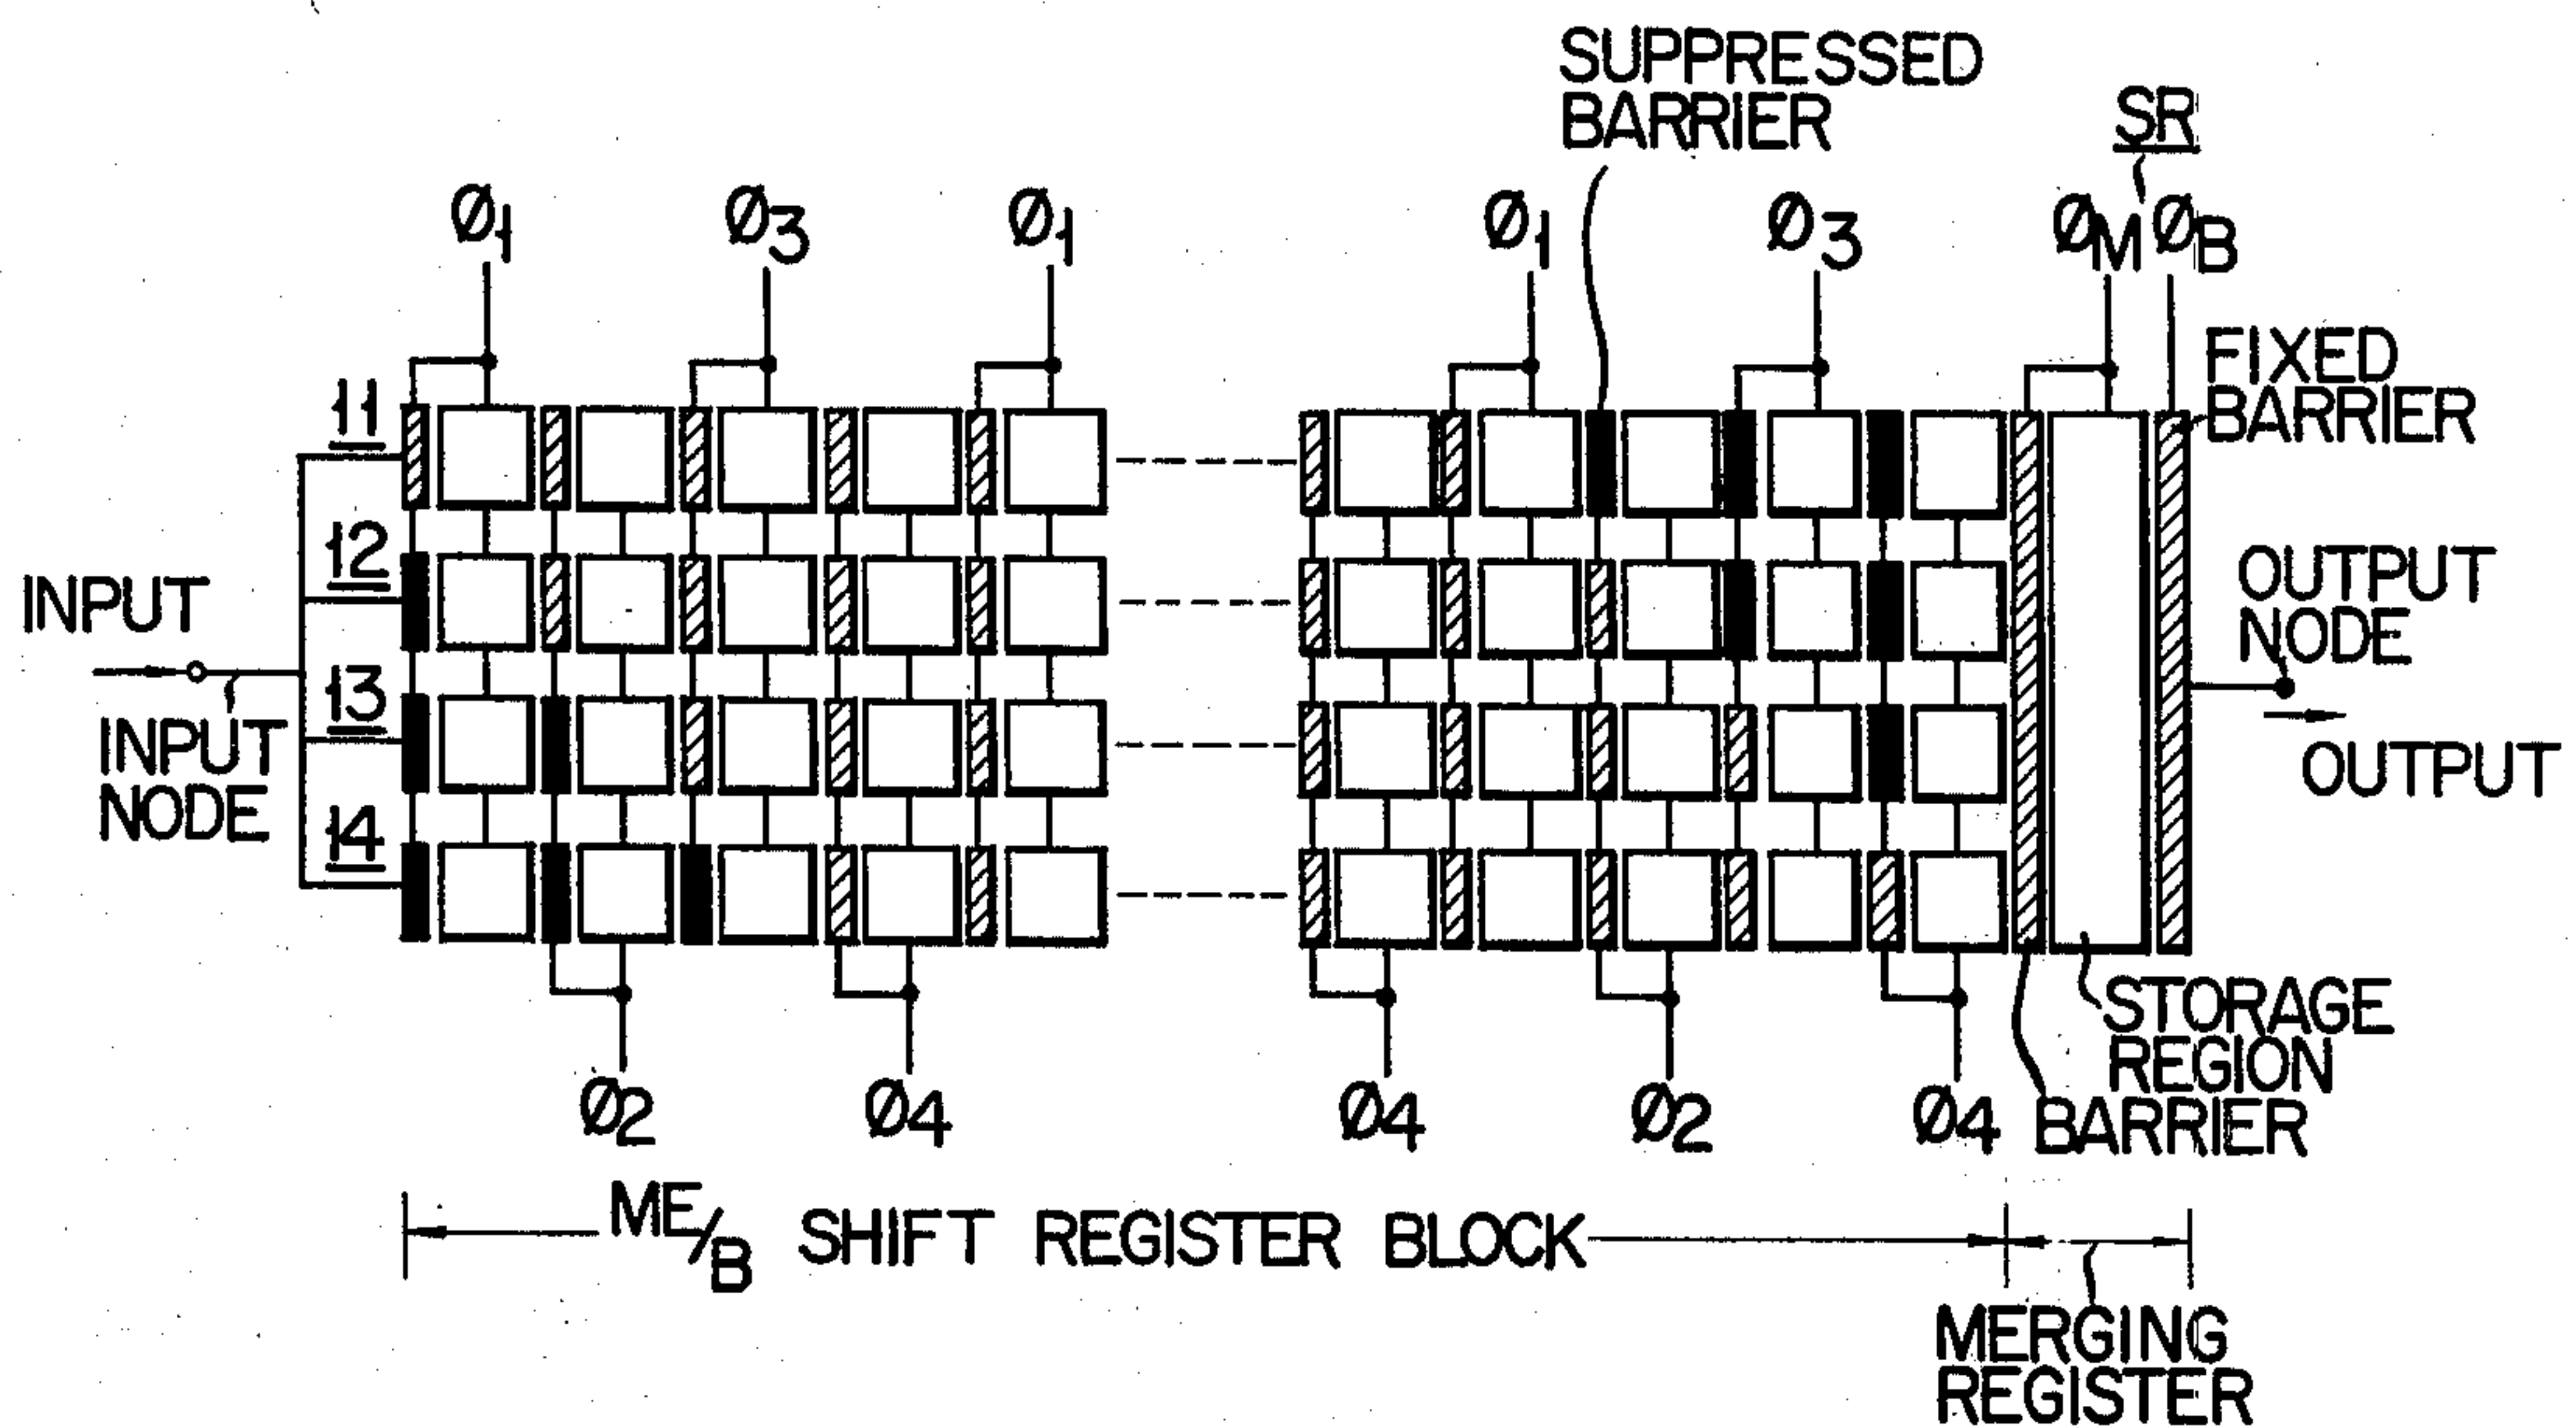 SUPPRESSED
BARRIER
SR
Ø1
Ø3
Ø1
Ø1
Ø3
ØM ØB
FIXED
BARRIER
11
12
13
14
INPUT
INPUT
NODE
OUTPUT
NODE
OUTPUT
STORAGE
REGION
BARRIER
Ø2
Ø4
Ø4
Ø2
Ø4
ME/B SHIFT REGISTER BLOCK
MERGING
REGISTER